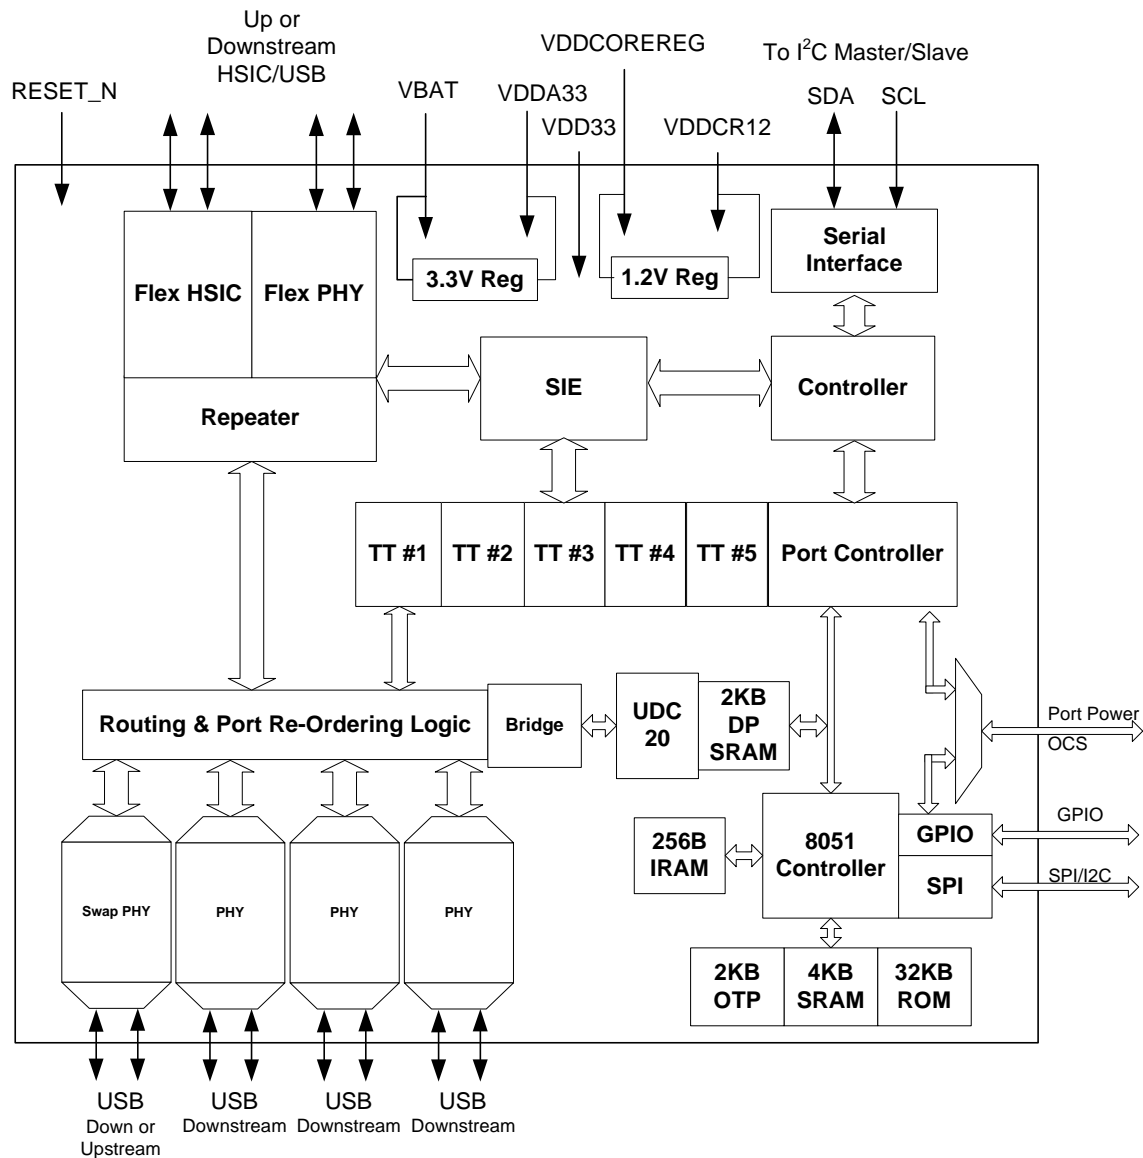 Up or
Downstream
HSIC/USB
RESET_N
VBAT
VDDA33
VDD33
VDDCOREREG
VDDCR12
To I²C Master/Slave
SDA
SCL
Flex HSIC
Flex PHY
3.3V Reg
1.2V Reg
Serial
Interface
Repeater
SIE
Controller
TT #1
TT #2
TT #3
TT #4
TT #5
Port Controller
Routing & Port Re-Ordering Logic
Bridge
UDC
20
2KB
DP
SRAM
Port Power
OCS
256B
IRAM
8051
Controller
GPIO
SPI
GPIO
SPI/I2C
Swap PHY
PHY
PHY
PHY
2KB
OTP
4KB
SRAM
32KB
ROM
USB
Down or
Upstream
USB
Downstream
USB
Downstream
USB
Downstream